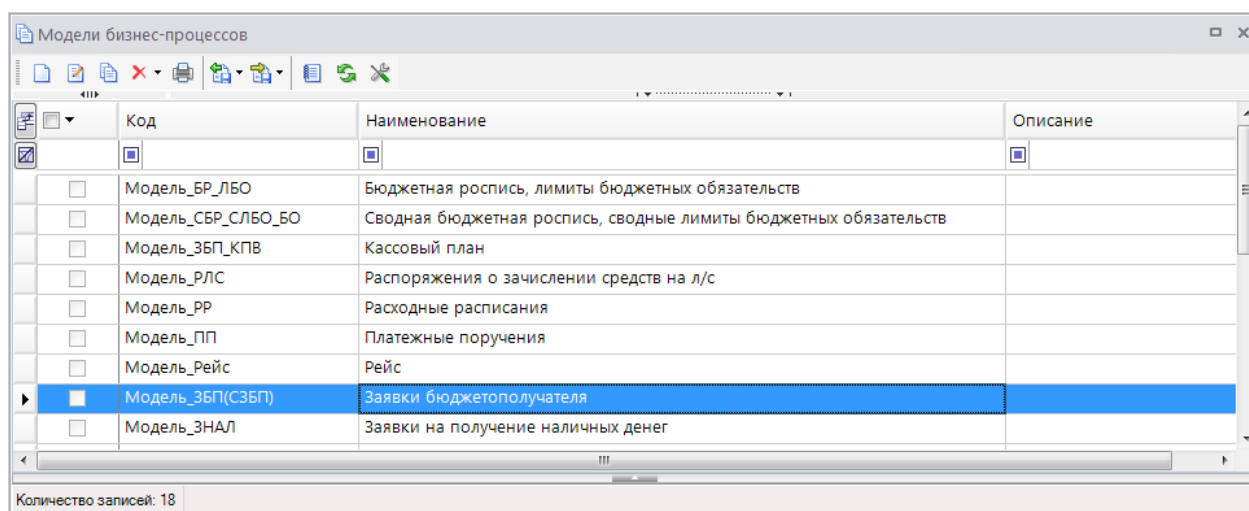 Модели бизнес-процессов
Код Наименование Описание
Модель_БР_ЛБО Бюджетная роспись, лимиты бюджетных обязательств
Модель_СБР_СЛБО_БО Сводная бюджетная роспись, сводные лимиты бюджетных обязательств
Модель_ЗБП_КПВ Кассовый план
Модель_РЛС Распоряжения о зачислении средств на л/с
Модель_РР Расходные расписания
Модель_ПП Платежные поручения
Модель_Рейс Рейс
Модель_ЗБП(СЗБП) Заявки бюджетополучателя
Модель_ЗНАЛ Заявки на получение наличных денег
Количество записей: 18